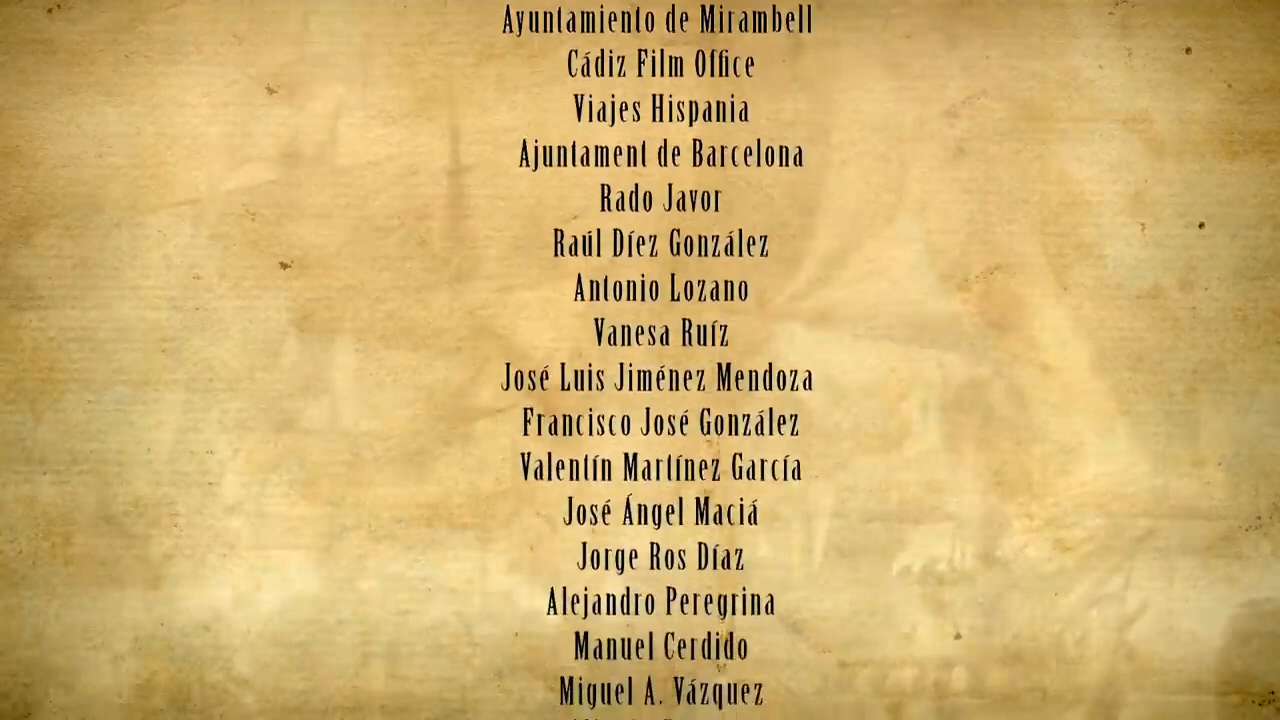 Ayuntamiento de Mirambell
Cádiz Film Office
Viajes Hispania
Ajuntament de Barcelona
Rado Javor
Raúl Díez González
Antonio Lozano
Vanesa Ruíz
José Luis Jiménez Mendoza
Francisco José González
Valentín Martínez García
José Ángel Maciá
Jorge Ros Díaz
Alejandro Peregrina
Manuel Cerdido
Miguel A. Vázquez